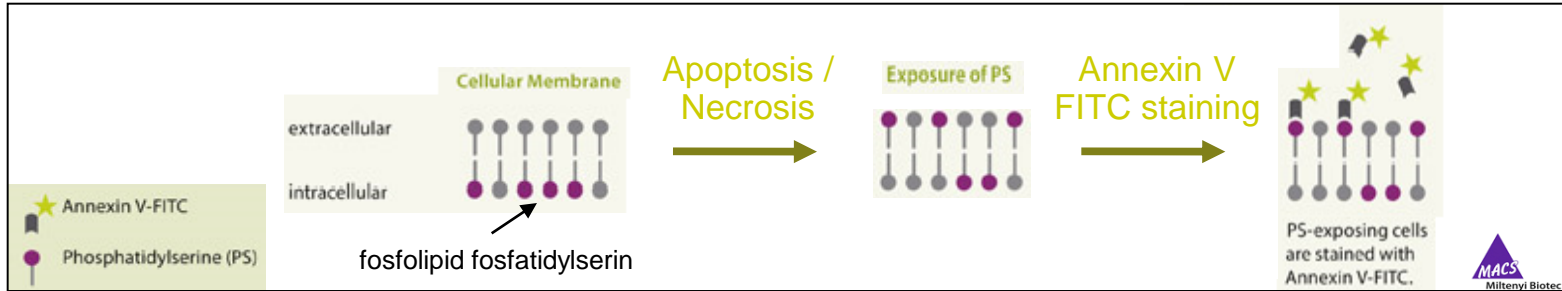 Cellular Membrane
extracellular
intracellular
fosfolipid fosfatidylserin
Annexin V-FITC
Phosphatidylserine (PS)
Apoptosis /
Necrosis
Exposure of PS
Annexin V
FITC staining
PS-exposing cells
are stained with
Annexin V-FITC.
MACS
Miltenyi Biotec